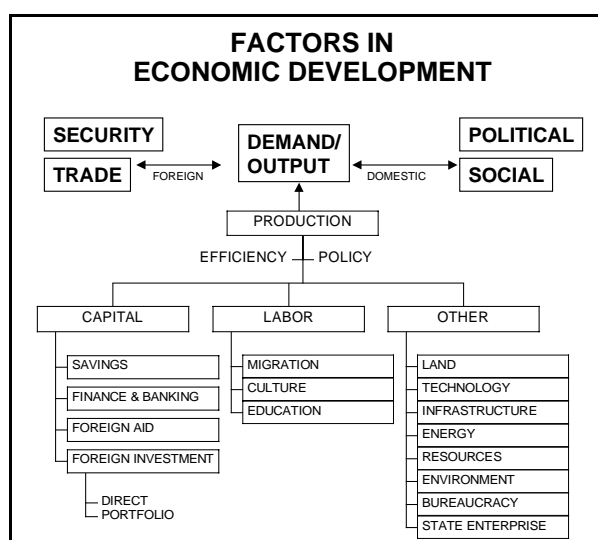 FACTORS IN
ECONOMIC DEVELOPMENT
SECURITY
TRADE
FOREIGN
DEMAND/
OUTPUT
DOMESTIC
POLITICAL
SOCIAL
PRODUCTION
EFFICIENCY
POLICY
CAPITAL
SAVINGS
FINANCE & BANKING
FOREIGN AID
FOREIGN INVESTMENT
DIRECT
PORTFOLIO
LABOR
MIGRATION
CULTURE
EDUCATION
OTHER
LAND
TECHNOLOGY
INFRASTRUCTURE
ENERGY
RESOURCES
ENVIRONMENT
BUREAUCRACY
STATE ENTERPRISE